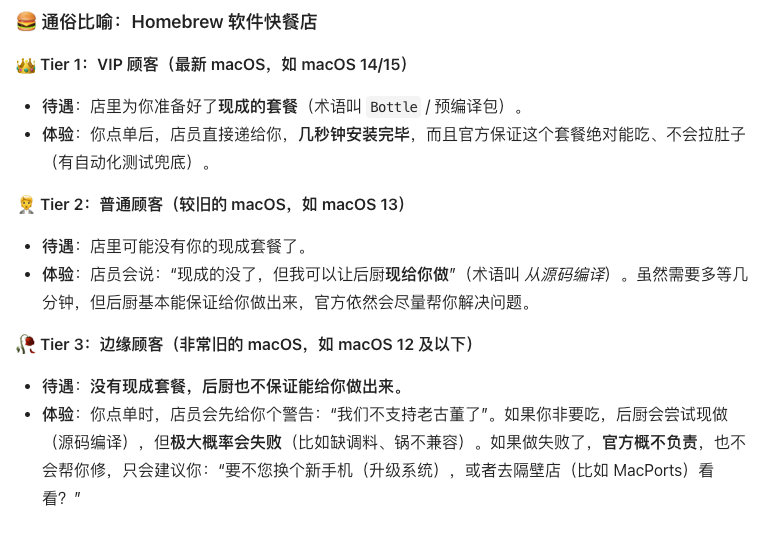 🍔 通俗比喻：Homebrew 软件快餐店
👑 Tier 1：VIP 顾客（最新 macOS，如 macOS 14/15）
• 待遇：店里为你准备好了现成的套餐（术语叫 Bottle / 预编译包）。
• 体验：你点单后，店员直接递给你，几秒钟安装完毕，而且官方保证这个套餐绝对能吃、不会拉肚子
（有自动化测试兜底）。
🤵 Tier 2：普通顾客（较旧的 macOS，如 macOS 13）
• 待遇：店里可能没有你的现成套餐了。
• 体验：店员会说：“现成的没了，但我可以让后厨现给你做”（术语叫 从源码编译）。虽然需要多等几
分钟，但后厨基本能保证给你做出来，官方依然会尽量帮你解决问题。
🥀 Tier 3：边缘顾客（非常旧的 macOS，如 macOS 12 及以下）
• 待遇：没有现成套餐，后厨也不保证能给你做出来。
• 体验：你点单时，店员会先给你个警告：“我们不支持老古董了”。如果你非要吃，后厨会尝试现做
（源码编译），但极大概率会失败（比如缺调料、锅不兼容）。如果做失败了，官方概不负责，也不
会帮你修，只会建议你：“要不您换个新手机（升级系统），或者去隔壁店（比如 MacPorts）看
看？”